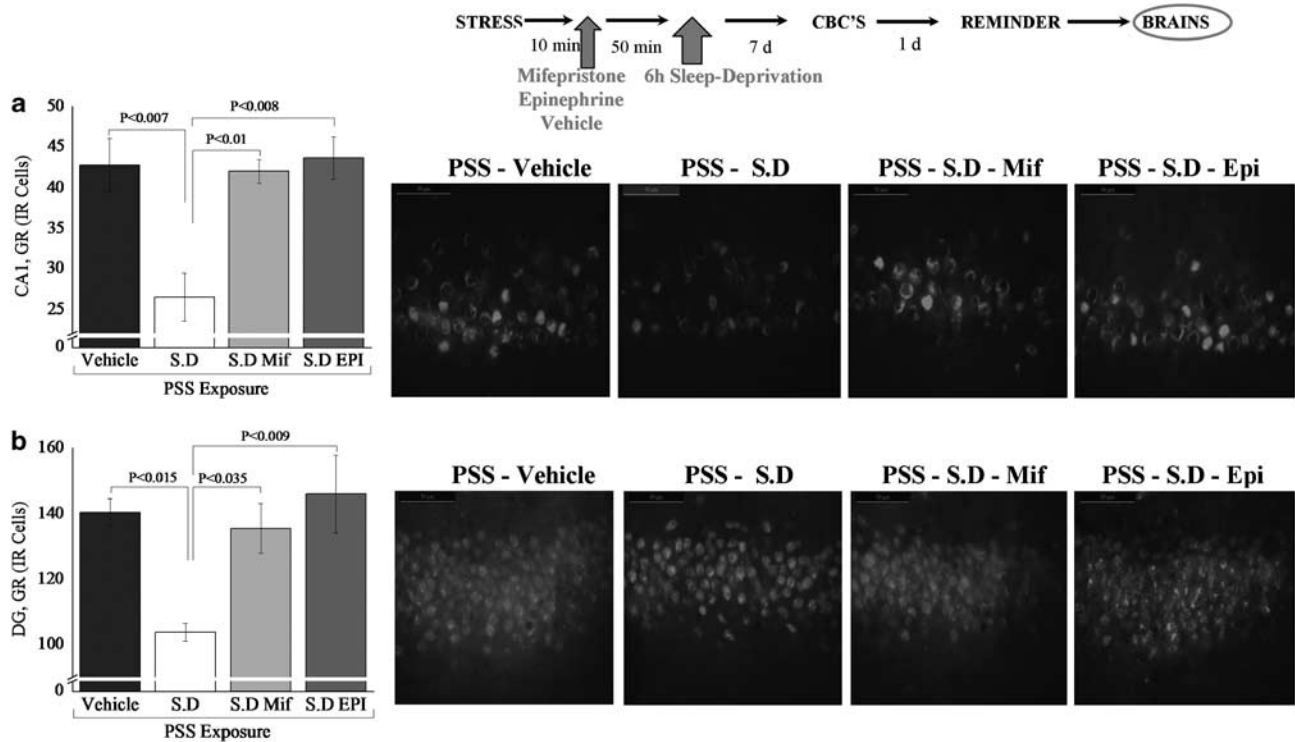 STRESS CBC'S REMINDER BRAINS
10 min 50 min 7 d 1 d
Mifepristone 6h Sleep-Deprivation
Epinephrine
Vehicle
a
P<0.008
P<0.007
P<0.01
CA1, GR (IR Cells)
50
45
40
35
30
25
0
Vehicle S.D S.D Mif S.D EPI
PSS Exposure
PSS - Vehicle PSS - S.D PSS - S.D - Mif PSS - S.D - Epi
b
P<0.009
P<0.015 P<0.035
DG, GR (IR Cells)
160
140
120
100
0
Vehicle S.D S.D Mif S.D EPI
PSS Exposure
PSS - Vehicle PSS - S.D PSS - S.D - Mif PSS - S.D - Epi